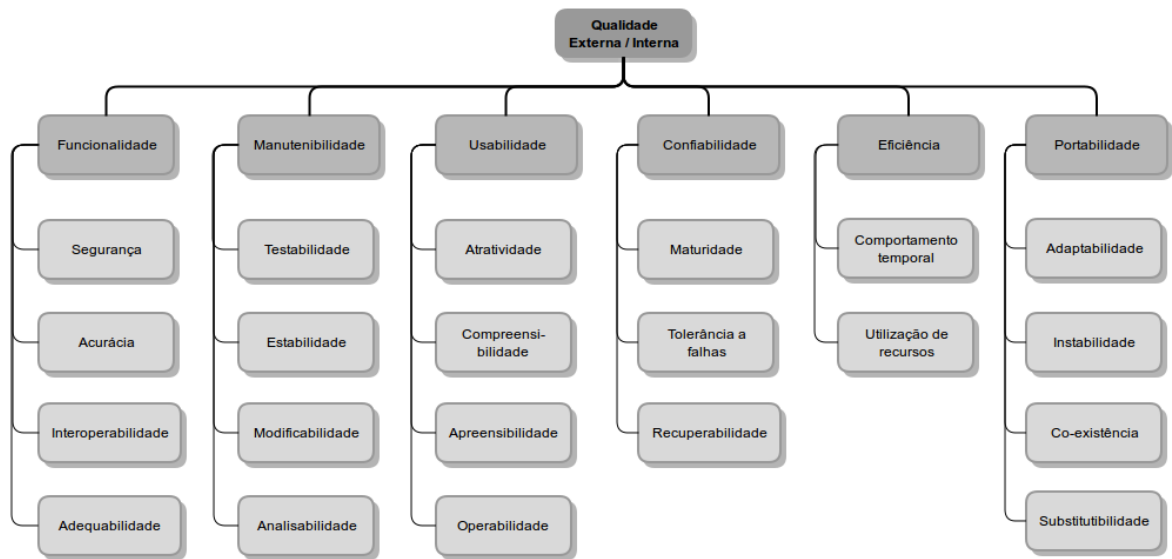 Qualidade
Externa / Interna
Funcionalidade
Manutenibilidade
Usabilidade
Confiabilidade
Eficiência
Portabilidade
Segurança
Testabilidade
Atratividade
Maturidade
Comportamento
temporal
Adaptabilidade
Acurácia
Estabilidade
Compreensi-
bilidade
Tolerância a
falhas
Utilização de
recursos
Instabilidade
Interoperabilidade
Modificabilidade
Apreensibilidade
Recuperabilidade
Co-existência
Adequabilidade
Analisabilidade
Operabilidade
Substitutibilidade